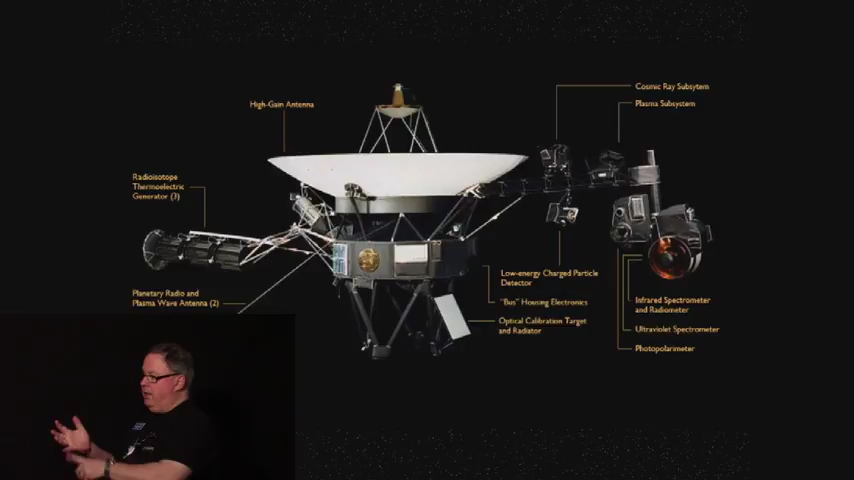 Cosmic Ray Subsytem
High-Gain Antenna
Plasma Subsystem
Radioisotope
Thermoelectric
Generator (3)
Low-energy Charged Particle
Detector
Planetary Radio and
Plasma Wave Antenna (2)
"Bus" Housing Electronics
Infrared Spectrometer
and Radiometer
Optical Calibration Target
and Radiator
Ultraviolet Spectrometer
Photopolarimeter